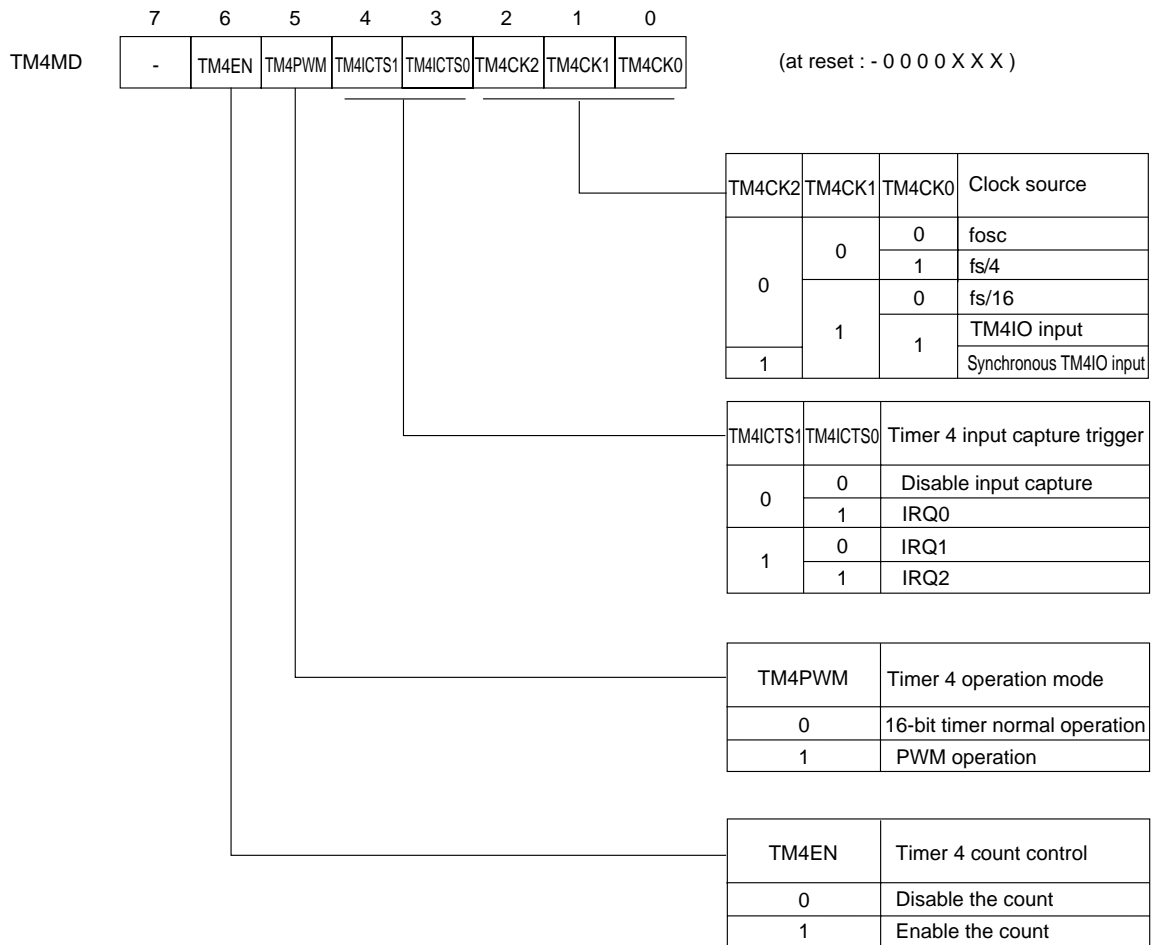 7 6 5 4 3 2 1 0
TM4MD - TM4EN TM4PWM TM4ICTS1 TM4ICTS0 TM4CK2 TM4CK1 TM4CK0 (at reset : - 0 0 0 0 X X X )
TM4CK2 TM4CK1 TM4CK0 Clock source
0 0 0 fosc
1 fs/4
1 0 fs/16
1 TM4IO input
1 Synchronous TM4IO input
TM4ICTS1 TM4ICTS0 Timer 4 input capture trigger
0 0 Disable input capture
1 IRQ0
1 0 IRQ1
1 IRQ2
TM4PWM Timer 4 operation mode
0 16-bit timer normal operation
1 PWM operation
TM4EN Timer 4 count control
0 Disable the count
1 Enable the count